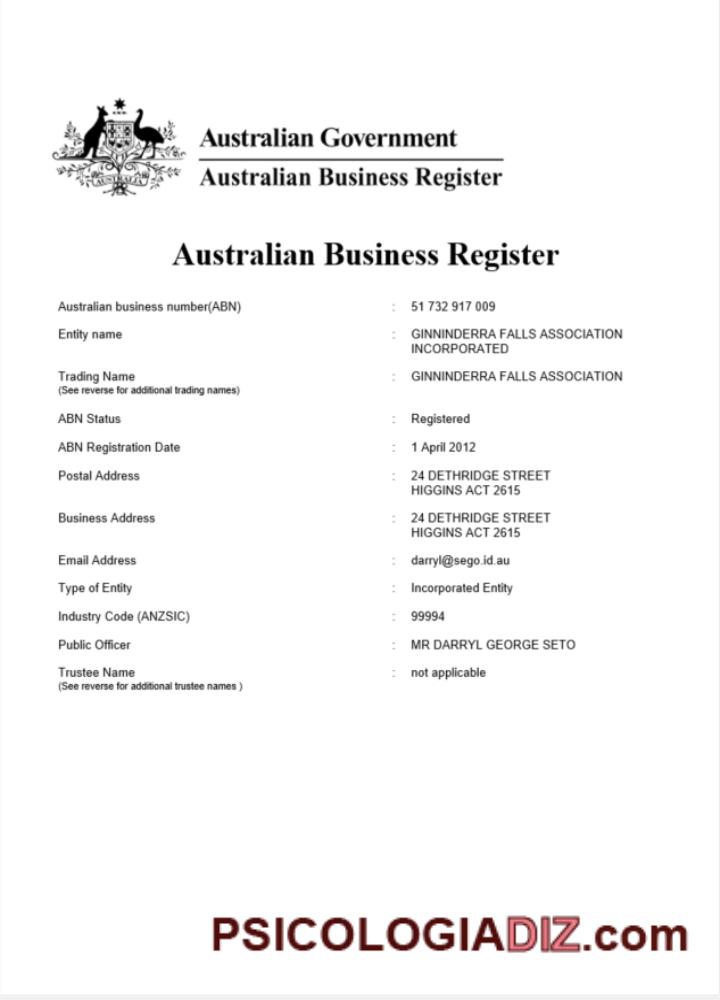 AUSTRALIA
Australian Government
Australian Business Register
Australian Business Register
Australian business number(ABN) : 51 732 917 009
Entity name : GINNINDERRA FALLS ASSOCIATION
INCORPORATED
Trading Name : GINNINDERRA FALLS ASSOCIATION
(See reverse for additional trading names)
ABN Status : Registered
ABN Registration Date : 1 April 2012
Postal Address : 24 DETHRIDGE STREET
HIGGINS ACT 2615
Business Address : 24 DETHRIDGE STREET
HIGGINS ACT 2615
Email Address : darryl@sego.id.au
Type of Entity : Incorporated Entity
Industry Code (ANZSIC) : 99994
Public Officer : MR DARRYL GEORGE SETO
Trustee Name : not applicable
(See reverse for additional trustee names )
PSICOLOGIADIZ.com